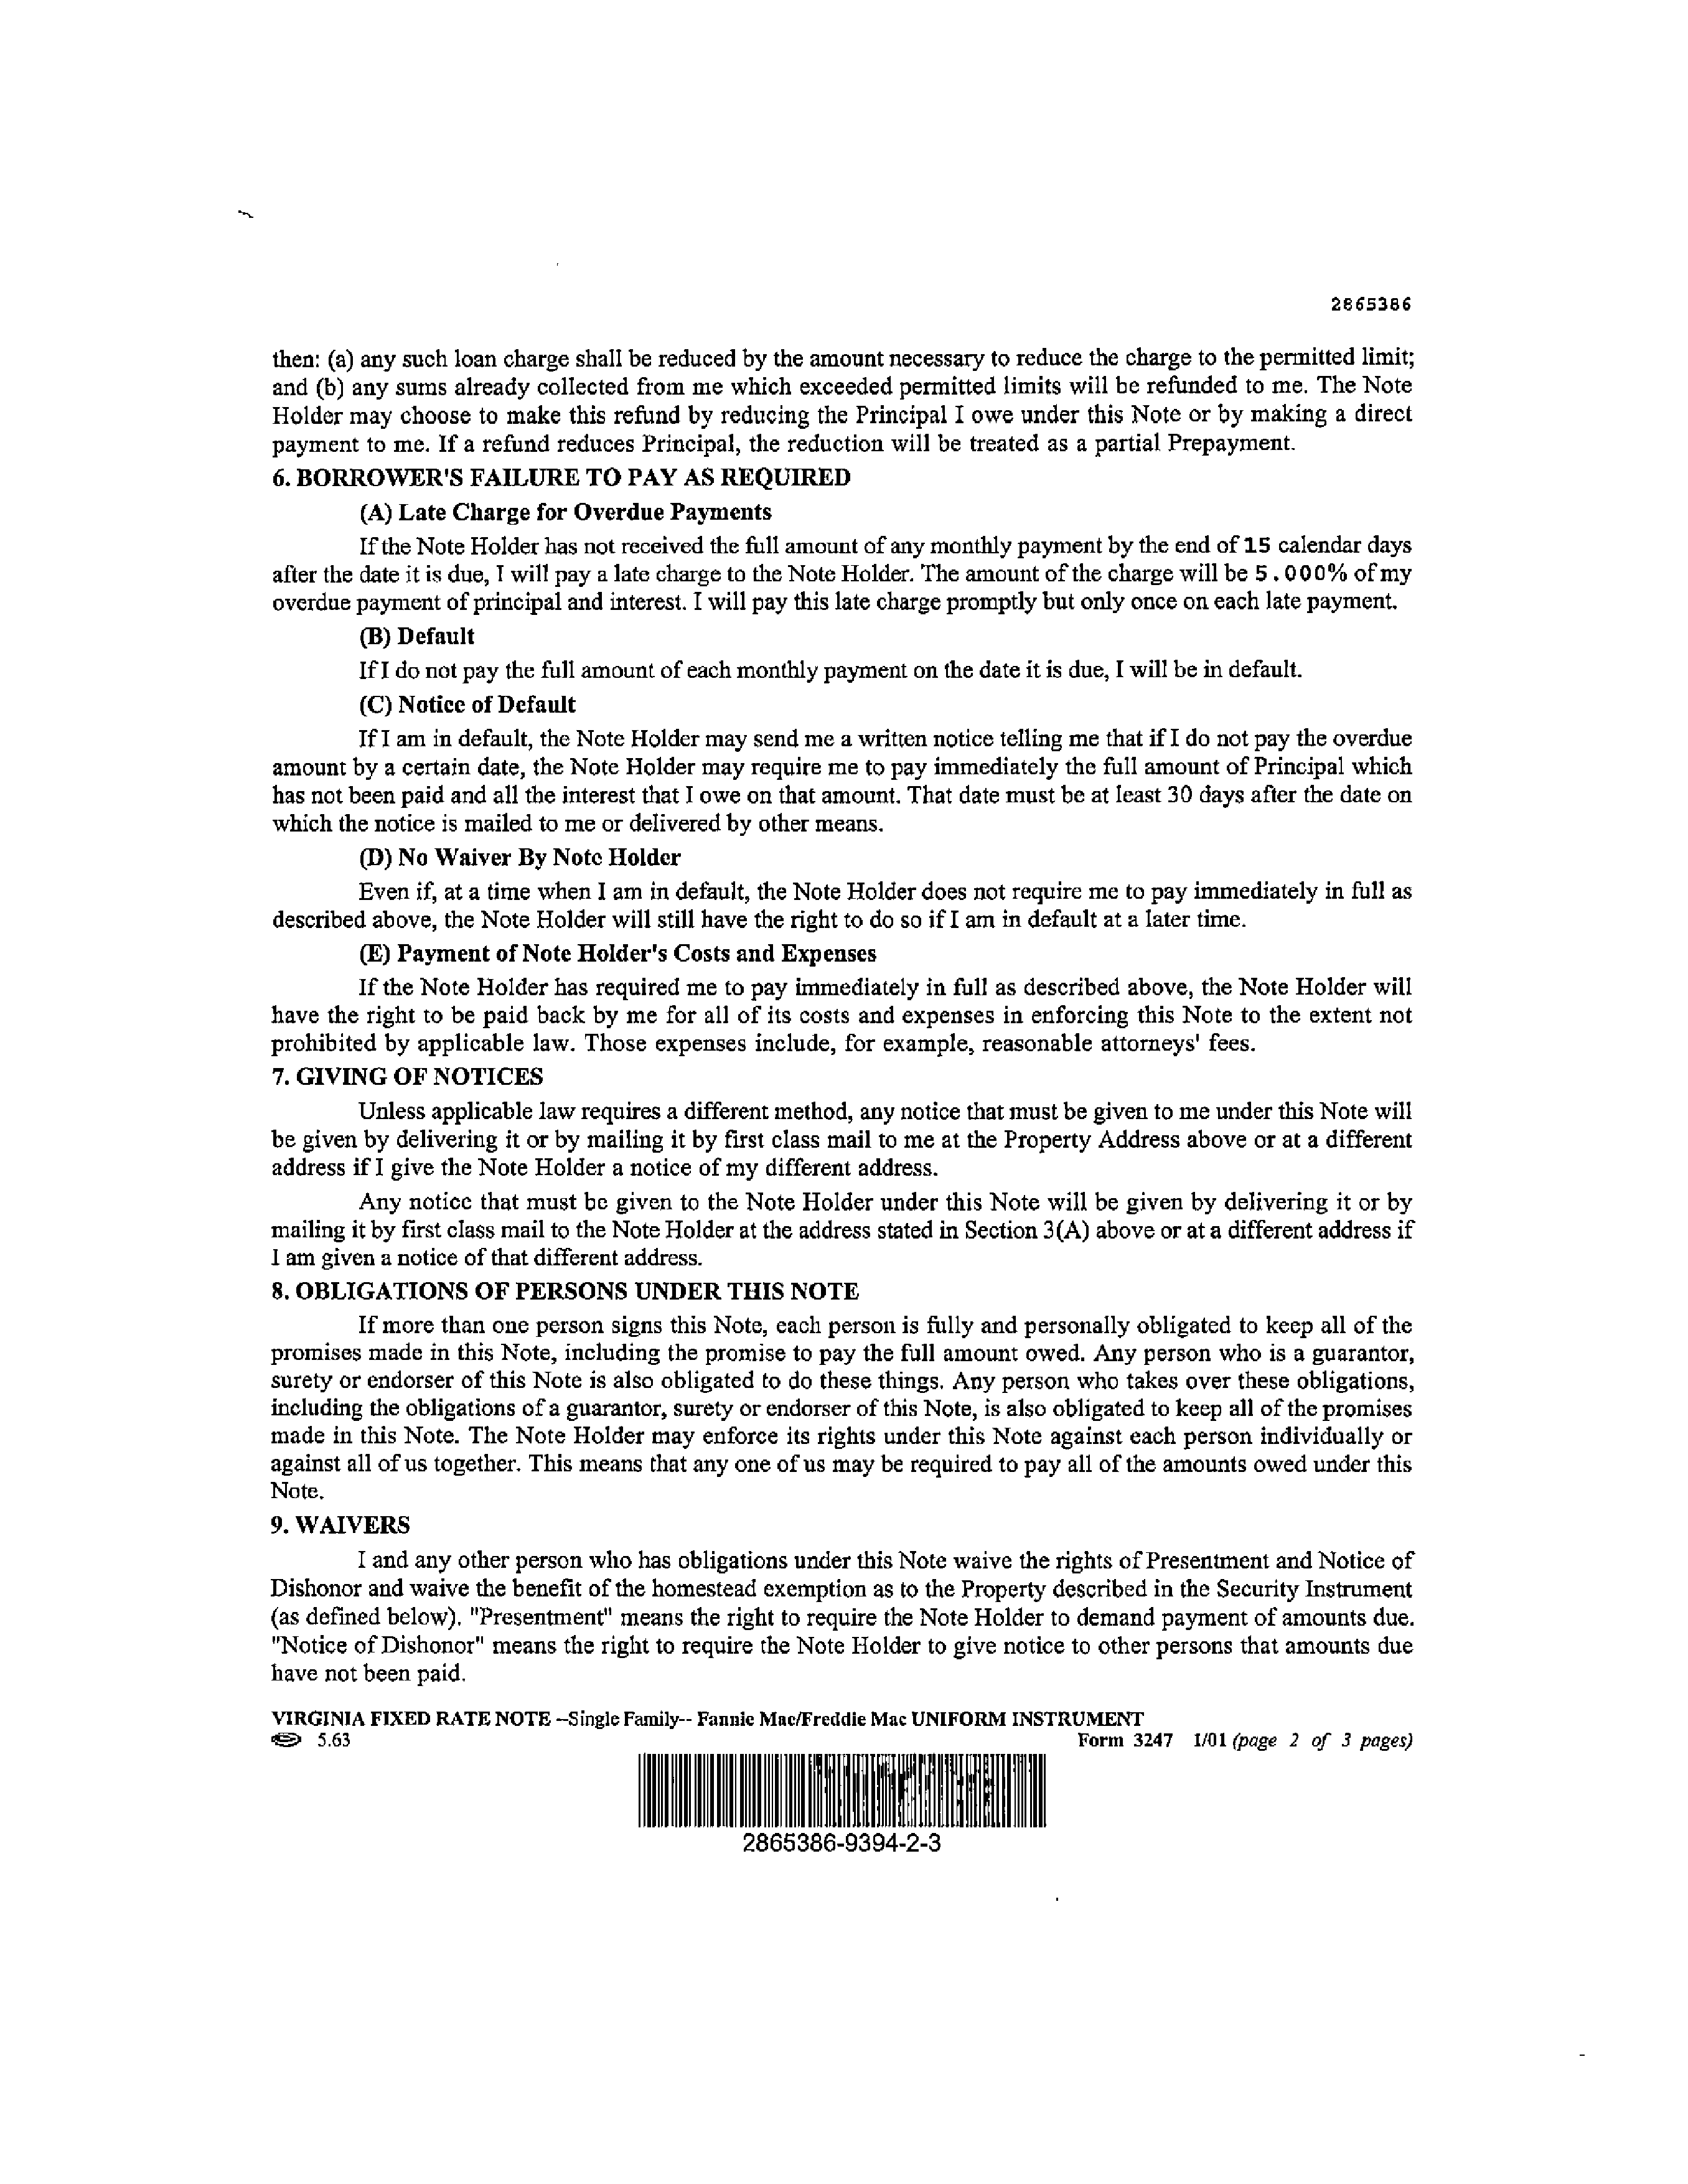 2865386
then: (a) any such loan charge shall be reduced by the amount necessary to reduce the charge to the permitted limit;
and (b) any sums already collected from me which exceeded permitted limits will be refunded to me. The Note
Holder may choose to make this refund by reducing the Principal I owe under this Note or by making a direct
payment to me. If a refund reduces Principal, the reduction will be treated as a partial Prepayment.
6. BORROWER'S FAILURE TO PAY AS REQUIRED
(A) Late Charge for Overdue Payments
If the Note Holder has not received the full amount of any monthly payment by the end of 15 calendar days
after the date it is due, I will pay a late charge to the Note Holder. The amount of the charge will be 5.000% of my
overdue payment of principal and interest. I will pay this late charge promptly but only once on each late payment.
(B) Default
If I do not pay the full amount of each monthly payment on the date it is due, I will be in default.
(C) Notice of Default
If I am in default, the Note Holder may send me a written notice telling me that if I do not pay the overdue
amount by a certain date, the Note Holder may require me to pay immediately the full amount of Principal which
has not been paid and all the interest that I owe on that amount. That date must be at least 30 days after the date on
which the notice is mailed to me or delivered by other means.
(D) No Waiver By Note Holder
Even if, at a time when I am in default, the Note Holder does not require me to pay immediately in full as
described above, the Note Holder will still have the right to do so if I am in default at a later time.
(E) Payment of Note Holder's Costs and Expenses
If the Note Holder has required me to pay immediately in full as described above, the Note Holder will
have the right to be paid back by me for all of its costs and expenses in enforcing this Note to the extent not
prohibited by applicable law. Those expenses include, for example, reasonable attorneys' fees.
7. GIVING OF NOTICES
Unless applicable law requires a different method, any notice that must be given to me under this Note will
be given by delivering it or by mailing it by first class mail to me at the Property Address above or at a different
address if I give the Note Holder a notice of my different address.
Any notice that must be given to the Note Holder under this Note will be given by delivering it or by
mailing it by first class mail to the Note Holder at the address stated in Section 3(A) above or at a different address if
I am given a notice of that different address.
8. OBLIGATIONS OF PERSONS UNDER THIS NOTE
If more than one person signs this Note, each person is fully and personally obligated to keep all of the
promises made in this Note, including the promise to pay the full amount owed. Any person who is a guarantor,
surety or endorser of this Note is also obligated to do these things. Any person who takes over these obligations,
including the obligations of a guarantor, surety or endorser of this Note, is also obligated to keep all of the promises
made in this Note. The Note Holder may enforce its rights under this Note against each person individually or
against all of us together. This means that any one of us may be required to pay all of the amounts owed under this
Note.
9. WAIVERS
I and any other person who has obligations under this Note waive the rights of Presentment and Notice of
Dishonor and waive the benefit of the homestead exemption as to the Property described in the Security Instrument
(as defined below). "Presentment" means the right to require the Note Holder to demand payment of amounts due.
"Notice of Dishonor" means the right to require the Note Holder to give notice to other persons that amounts due
have not been paid.
VIRGINIA FIXED RATE NOTE --Single Family-- Fannie Mae/Freddie Mac UNIFORM INSTRUMENT
5.63 Form 3247 1/01 (page 2 of 3 pages)
2865386-9394-2-3